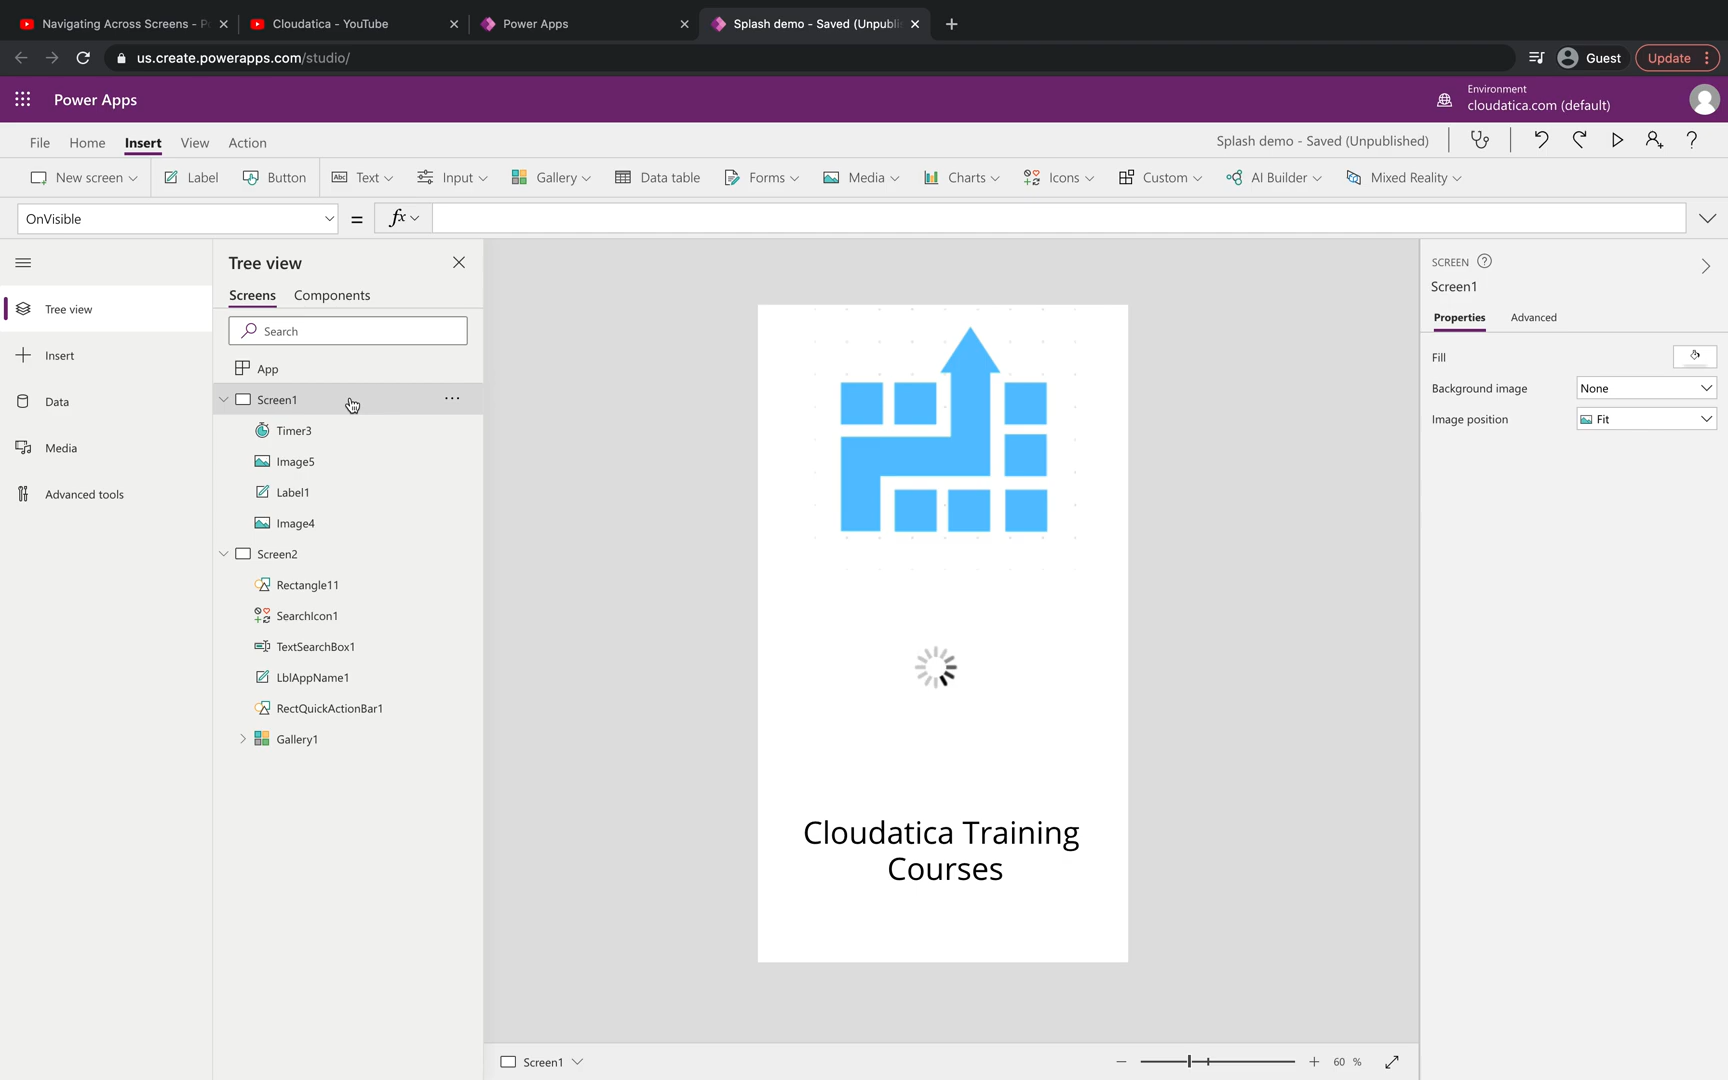 Navigating Across Screens - P
Cloudatica - YouTube
Power Apps
Splash demo - Saved (Unpubli
us.create.powerapps.com/studio/
Guest
Update
Power Apps
Environment
cloudatica.com (default)
File
Home
Insert
View
Action
Splash demo - Saved (Unpublished)
New screen
Label
Button
Text
Input
Gallery
Data table
Forms
Media
Charts
Icons
Custom
AI Builder
Mixed Reality
OnVisible
=
fx
Tree view
Insert
Data
Media
Advanced tools
Tree view
Screens
Components
Search
App
Screen1
Timer3
Image5
Label1
Image4
Screen2
Rectangle11
SearchIcon1
TextSearchBox1
LblAppName1
RectQuickActionBar1
Gallery1
Cloudatica Training
Courses
SCREEN
Screen1
Properties
Advanced
Fill
Background image
None
Image position
Fit
Screen1
60 %